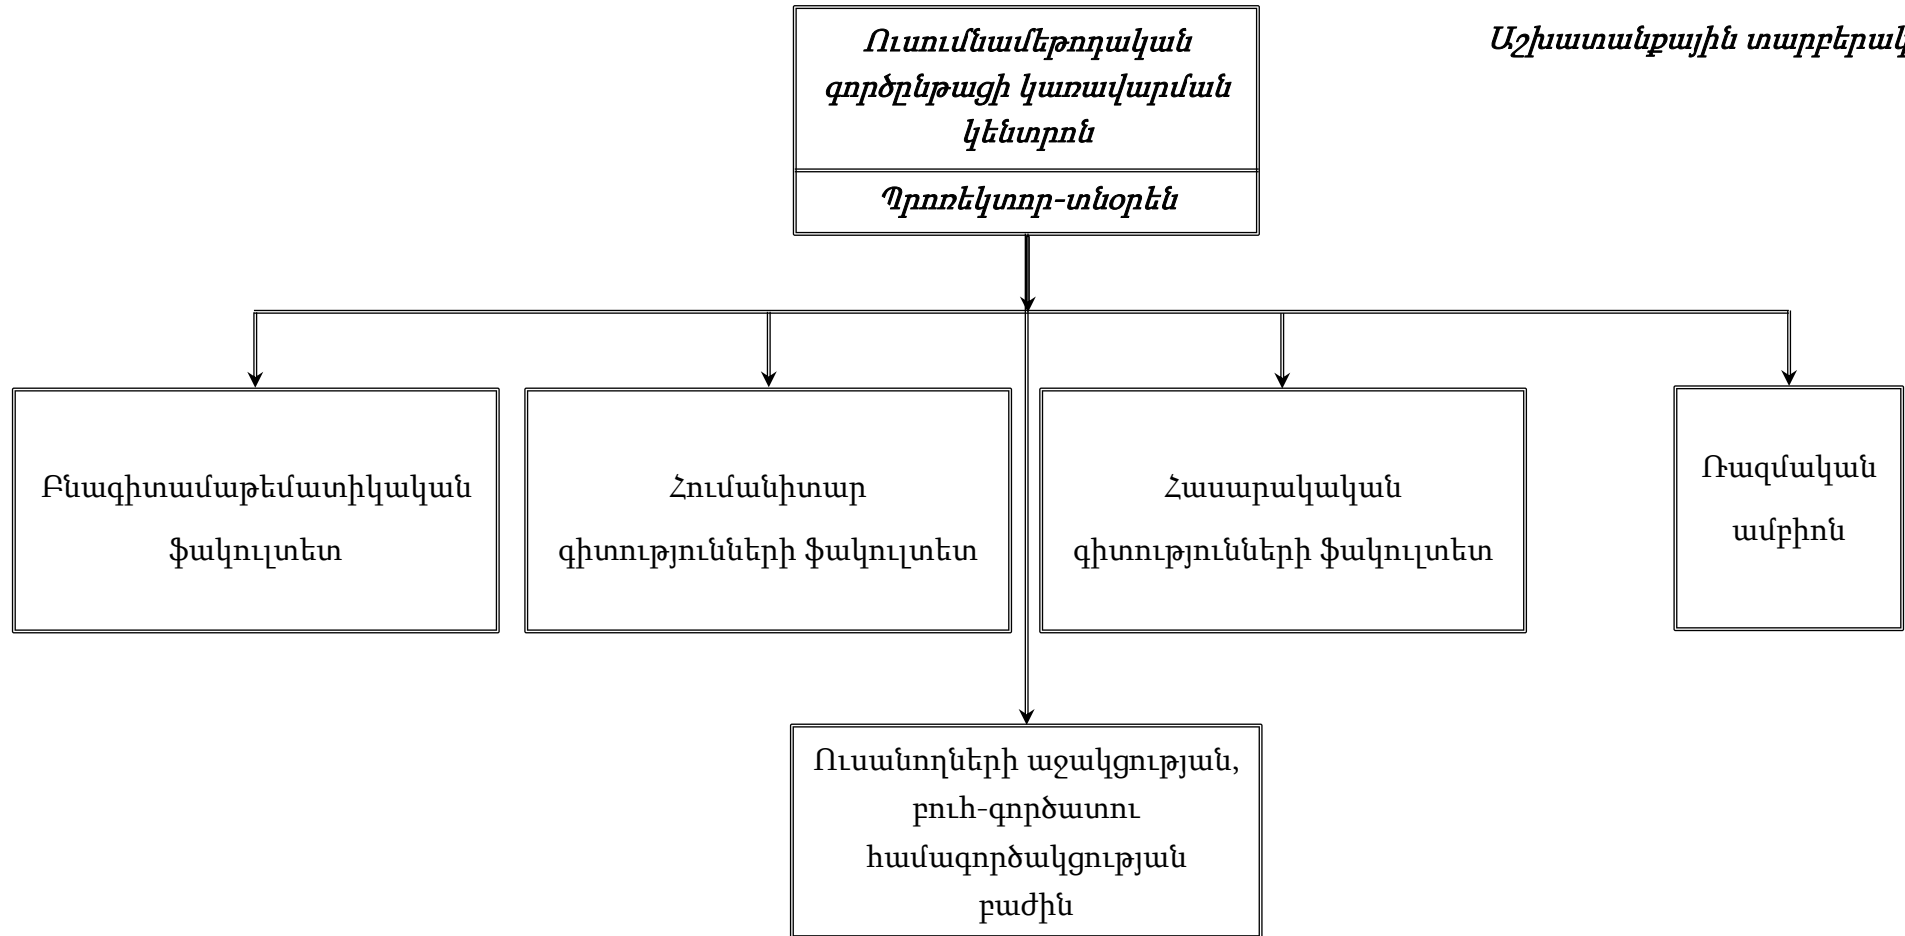 Ուսումնամեթոդական
գործընթացի կառավարման
կենտրոն
Պրոռեկտոր-տնօրեն
Աշխատանքային տարբերակ
Բնագիտամաթեմատիկական
ֆակուլտետ
Հումանիտար
գիտությունների ֆակուլտետ
Հասարակական
գիտությունների ֆակուլտետ
Ռազմական
ամբիոն
Ուսանողների աջակցության,
բուհ-գործատու
համագործակցության
բաժին